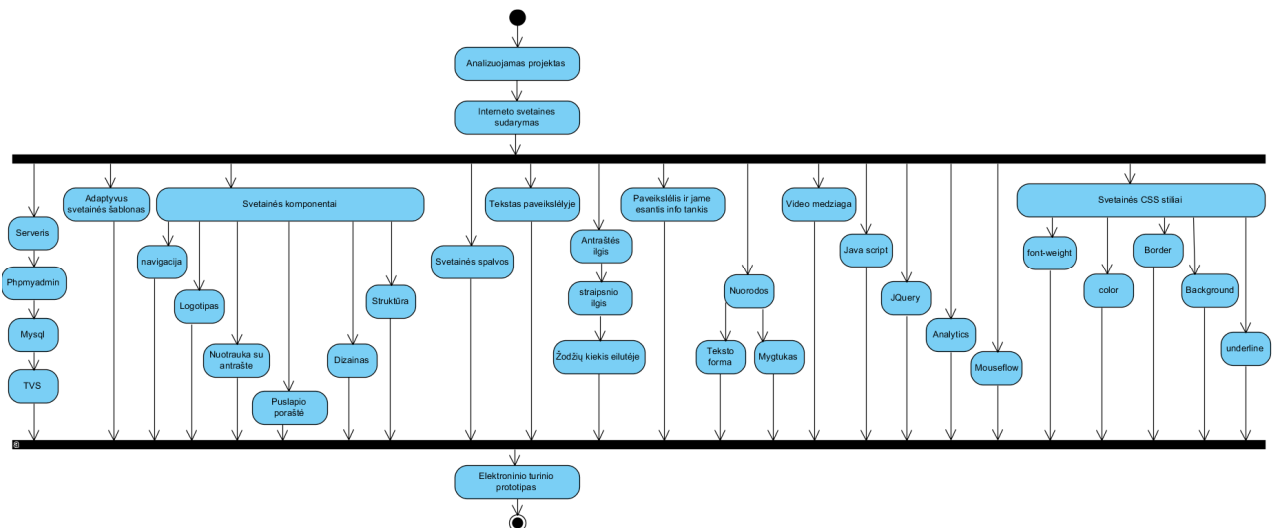 Analizuojamas projektas
Interneto svetaines
sudarymas
Serveris
Phpmyadmin
Mysql
TVS
Adaptyvus
svetainės šablonas
Svetainės komponentai
navigacija
Logotipas
Nuotrauka su
antrašte
Puslapio
poraštė
Dizainas
Struktūra
Svetainės spalvos
Tekstas paveikslėlyje
Antraštės
ilgis
straipsnio
ilgis
Žodžių kiekis eilutėje
Paveikslėlis ir jame
esantis info tankis
Nuorodos
Teksto
forma
Mygtukas
Video medziaga
Java script
JQuery
Analytics
Mouseflow
Svetainės CSS stiliai
font-weight
color
Border
Background
underline
Elektroninio turinio
prototipas